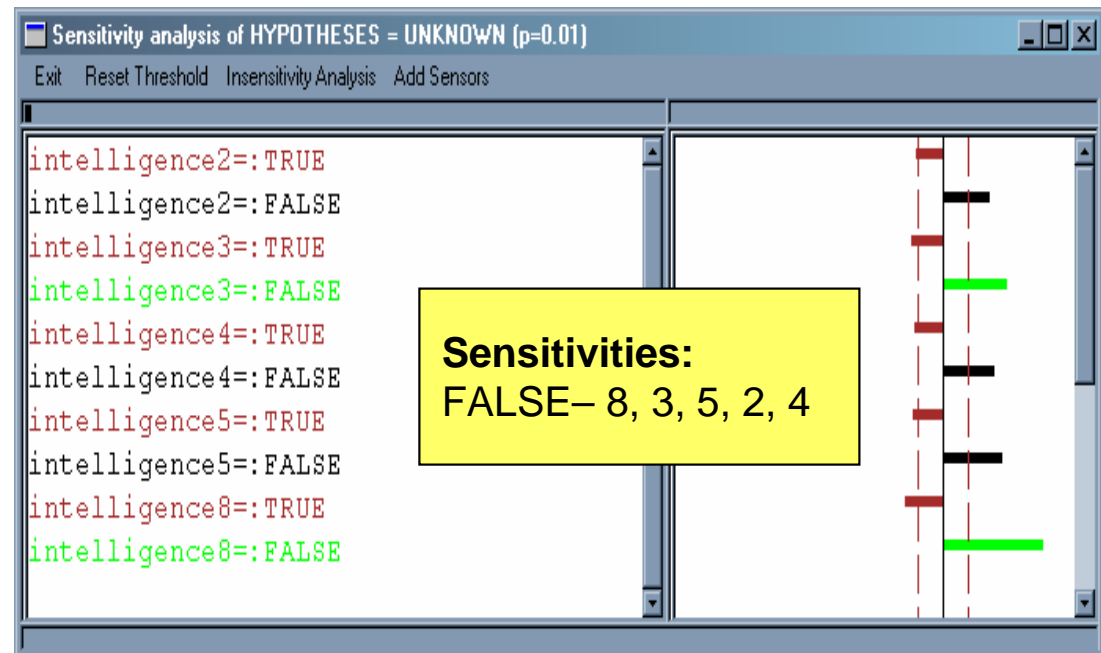 Sensitivity analysis of HYPOTHESES = UNKNOWN (p=0.01)
Exit Reset Threshold Insensitivity Analysis Add Sensors
intelligence2=:TRUE
intelligence2=:FALSE
intelligence3=:TRUE
intelligence3=:FALSE
intelligence4=:TRUE
intelligence4=:FALSE
intelligence5=:TRUE
intelligence5=:FALSE
intelligence8=:TRUE
intelligence8=:FALSE
Sensitivities:
FALSE– 8, 3, 5, 2, 4